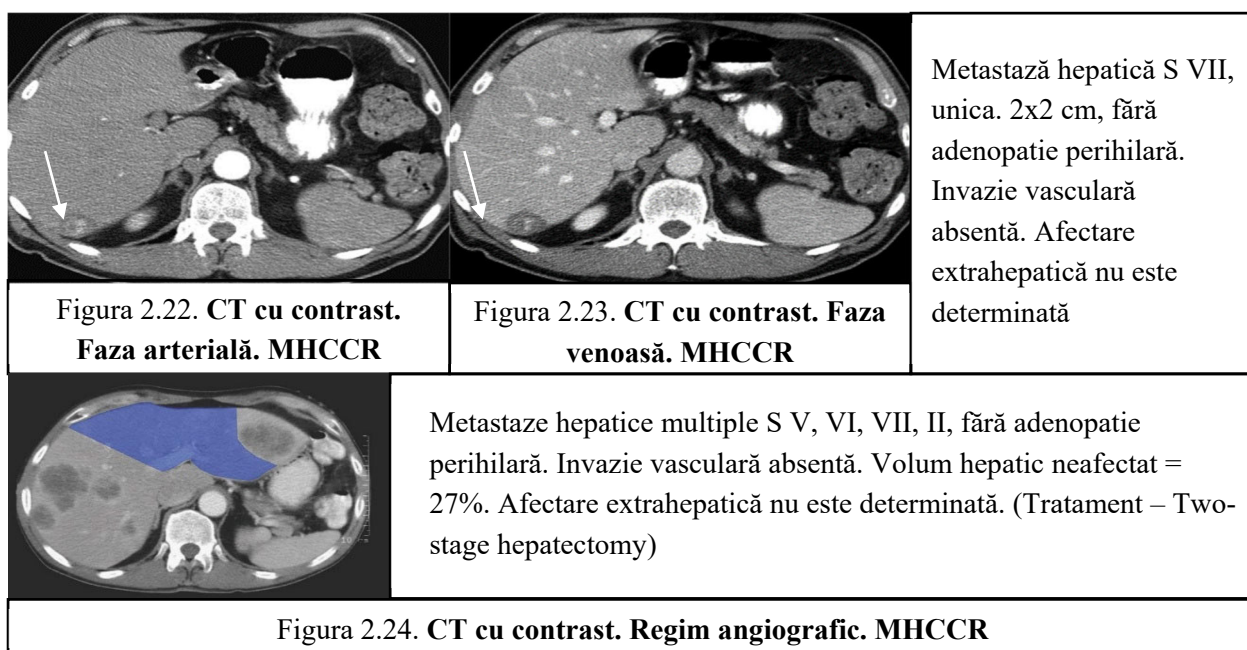 Metastază hepatică S VII,
unica. 2x2 cm, fără
adenopatie perihilară.
Invazie vasculară
absentă. Afectare
extrahepatică nu este
determinată
Figura 2.22. CT cu contrast.
Faza arterială. MHCCR
Figura 2.23. CT cu contrast. Faza
venoasă. MHCCR
Metastaze hepatice multiple S V, VI, VII, II, fără adenopatie
perihilară. Invazie vasculară absentă. Volum hepatic neafectat =
27%. Afectare extrahepatică nu este determinată. (Tratament – Two-
stage hepatectomy)
Figura 2.24. CT cu contrast. Regim angiografic. MHCCR